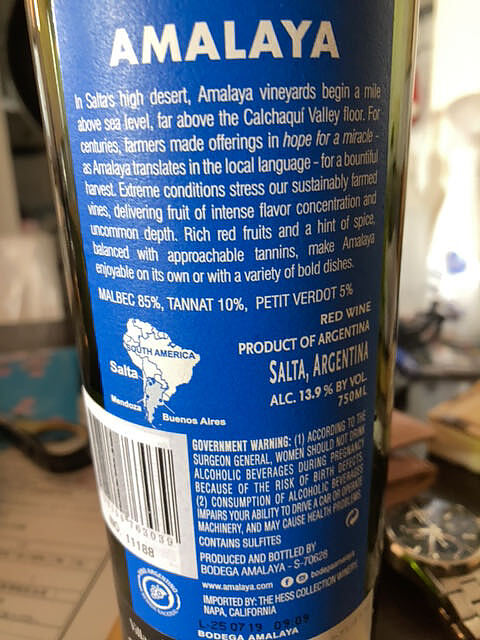 AMALAYA
In Salta's high desert, Amalaya vineyards begin a mile
above sea level, far above the Calchaquí Valley floor. For
centuries, farmers made offerings in hope for a miracle -
as Amalaya translates in the local language - for a bountiful
harvest. Extreme conditions stress our sustainably farmed
vines, delivering fruit of intense flavor concentration and
uncommon depth. Rich red fruits and a hint of spice,
balanced with approachable tannins, make Amalaya
enjoyable on its own or with a variety of bold dishes.
MALBEC 85%, TANNAT 10%, PETIT VERDOT 5%
RED WINE
PRODUCT OF ARGENTINA
SALTA, ARGENTINA
ALC. 13.9 % BY VOL.
750ML
SOUTH AMERICA
Salta
Mendoza
Buenos Aires
GOVERNMENT WARNING: (1) ACCORDING TO THE
SURGEON GENERAL, WOMEN SHOULD NOT DRINK
ALCOHOLIC BEVERAGES DURING PREGNANCY
BECAUSE OF THE RISK OF BIRTH DEFECTS.
(2) CONSUMPTION OF ALCOHOLIC BEVERAGES
IMPAIRS YOUR ABILITY TO DRIVE A CAR OR OPERATE
MACHINERY, AND MAY CAUSE HEALTH PROBLEMS.
CONTAINS SULFITES
PRODUCED AND BOTTLED BY
BODEGA AMALAYA - S-70628
www.amalaya.com bodegaamalaya
IMPORTED BY: THE HESS COLLECTION WINERY,
NAPA, CALIFORNIA
L-25 07 19 09:09
BODEGA AMALAYA
11188